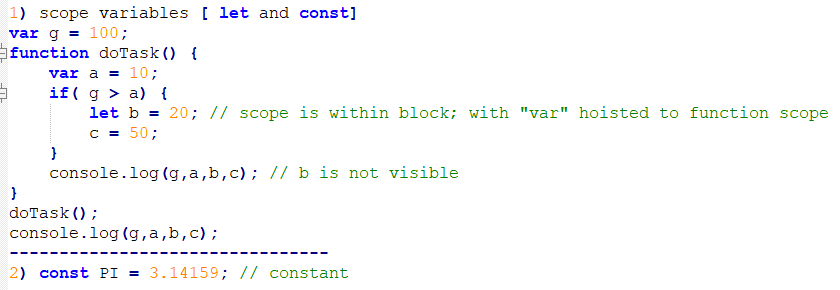 1) scope variables [ let and const]
var g = 100;
function doTask() {
    var a = 10;
    if( g > a) {
        let b = 20; // scope is within block; with "var" hoisted to function scope
        c = 50;
    }
    console.log(g,a,b,c); // b is not visible
}
doTask();
console.log(g,a,b,c);
--------------------------------
2) const PI = 3.14159; // constant